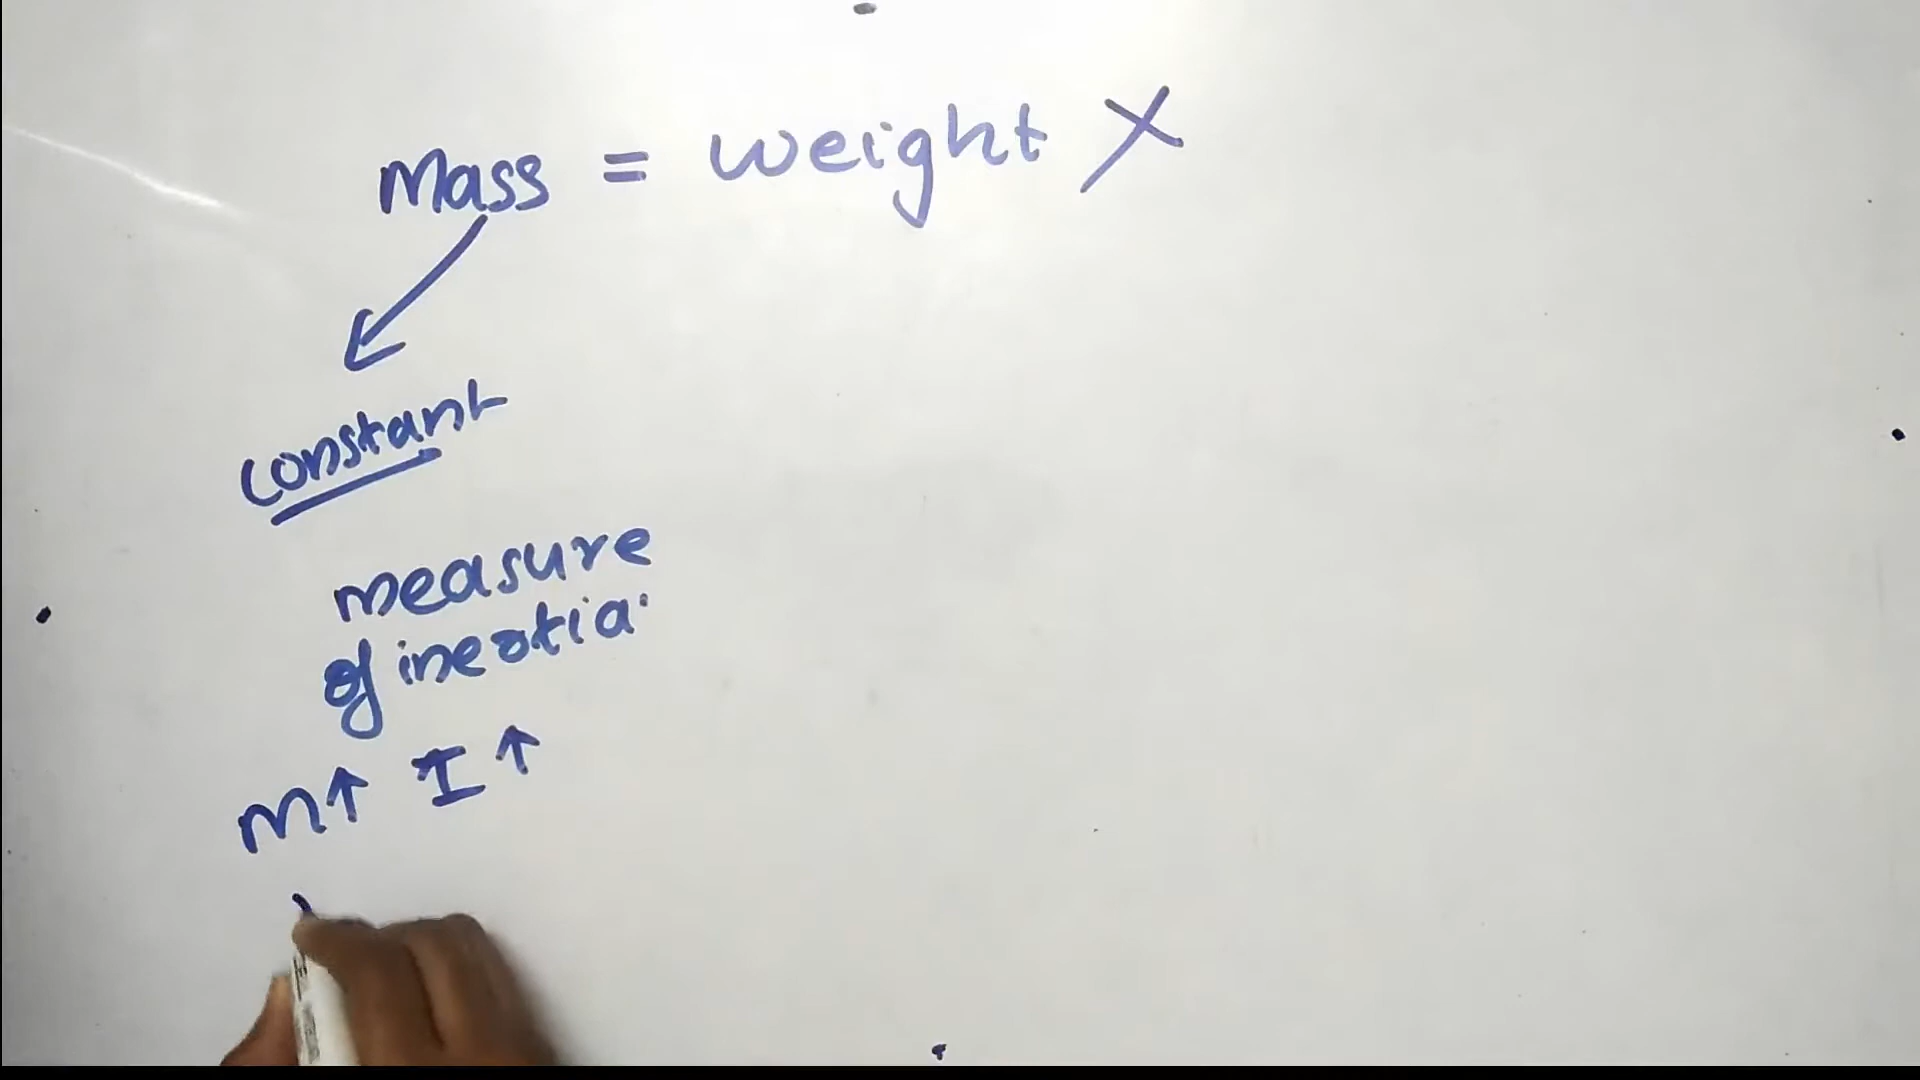 Mass = weight X
constant
measure
of inertia
m↑ I↑